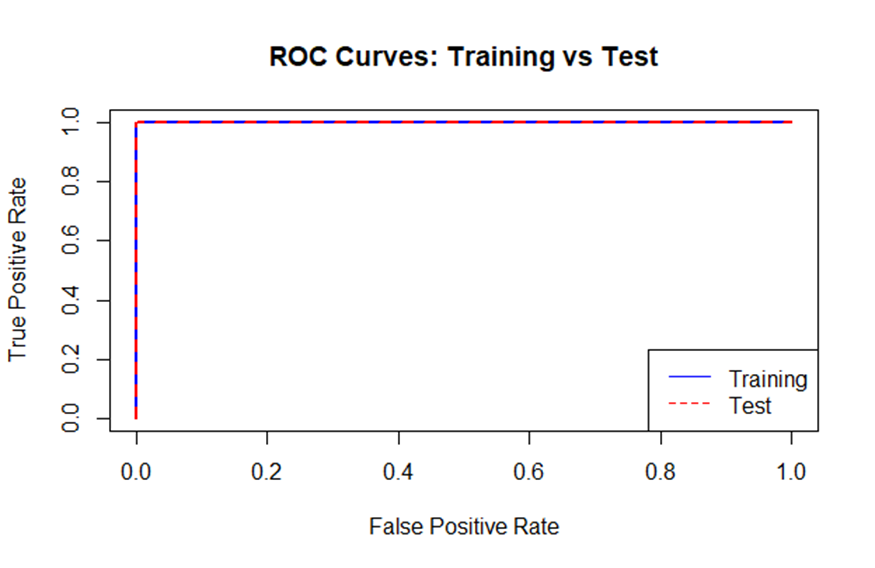 ROC Curves: Training vs Test
True Positive Rate
1.0
0.8
0.6
0.4
0.2
0.0
Training
Test
0.0 0.2 0.4 0.6 0.8 1.0
False Positive Rate